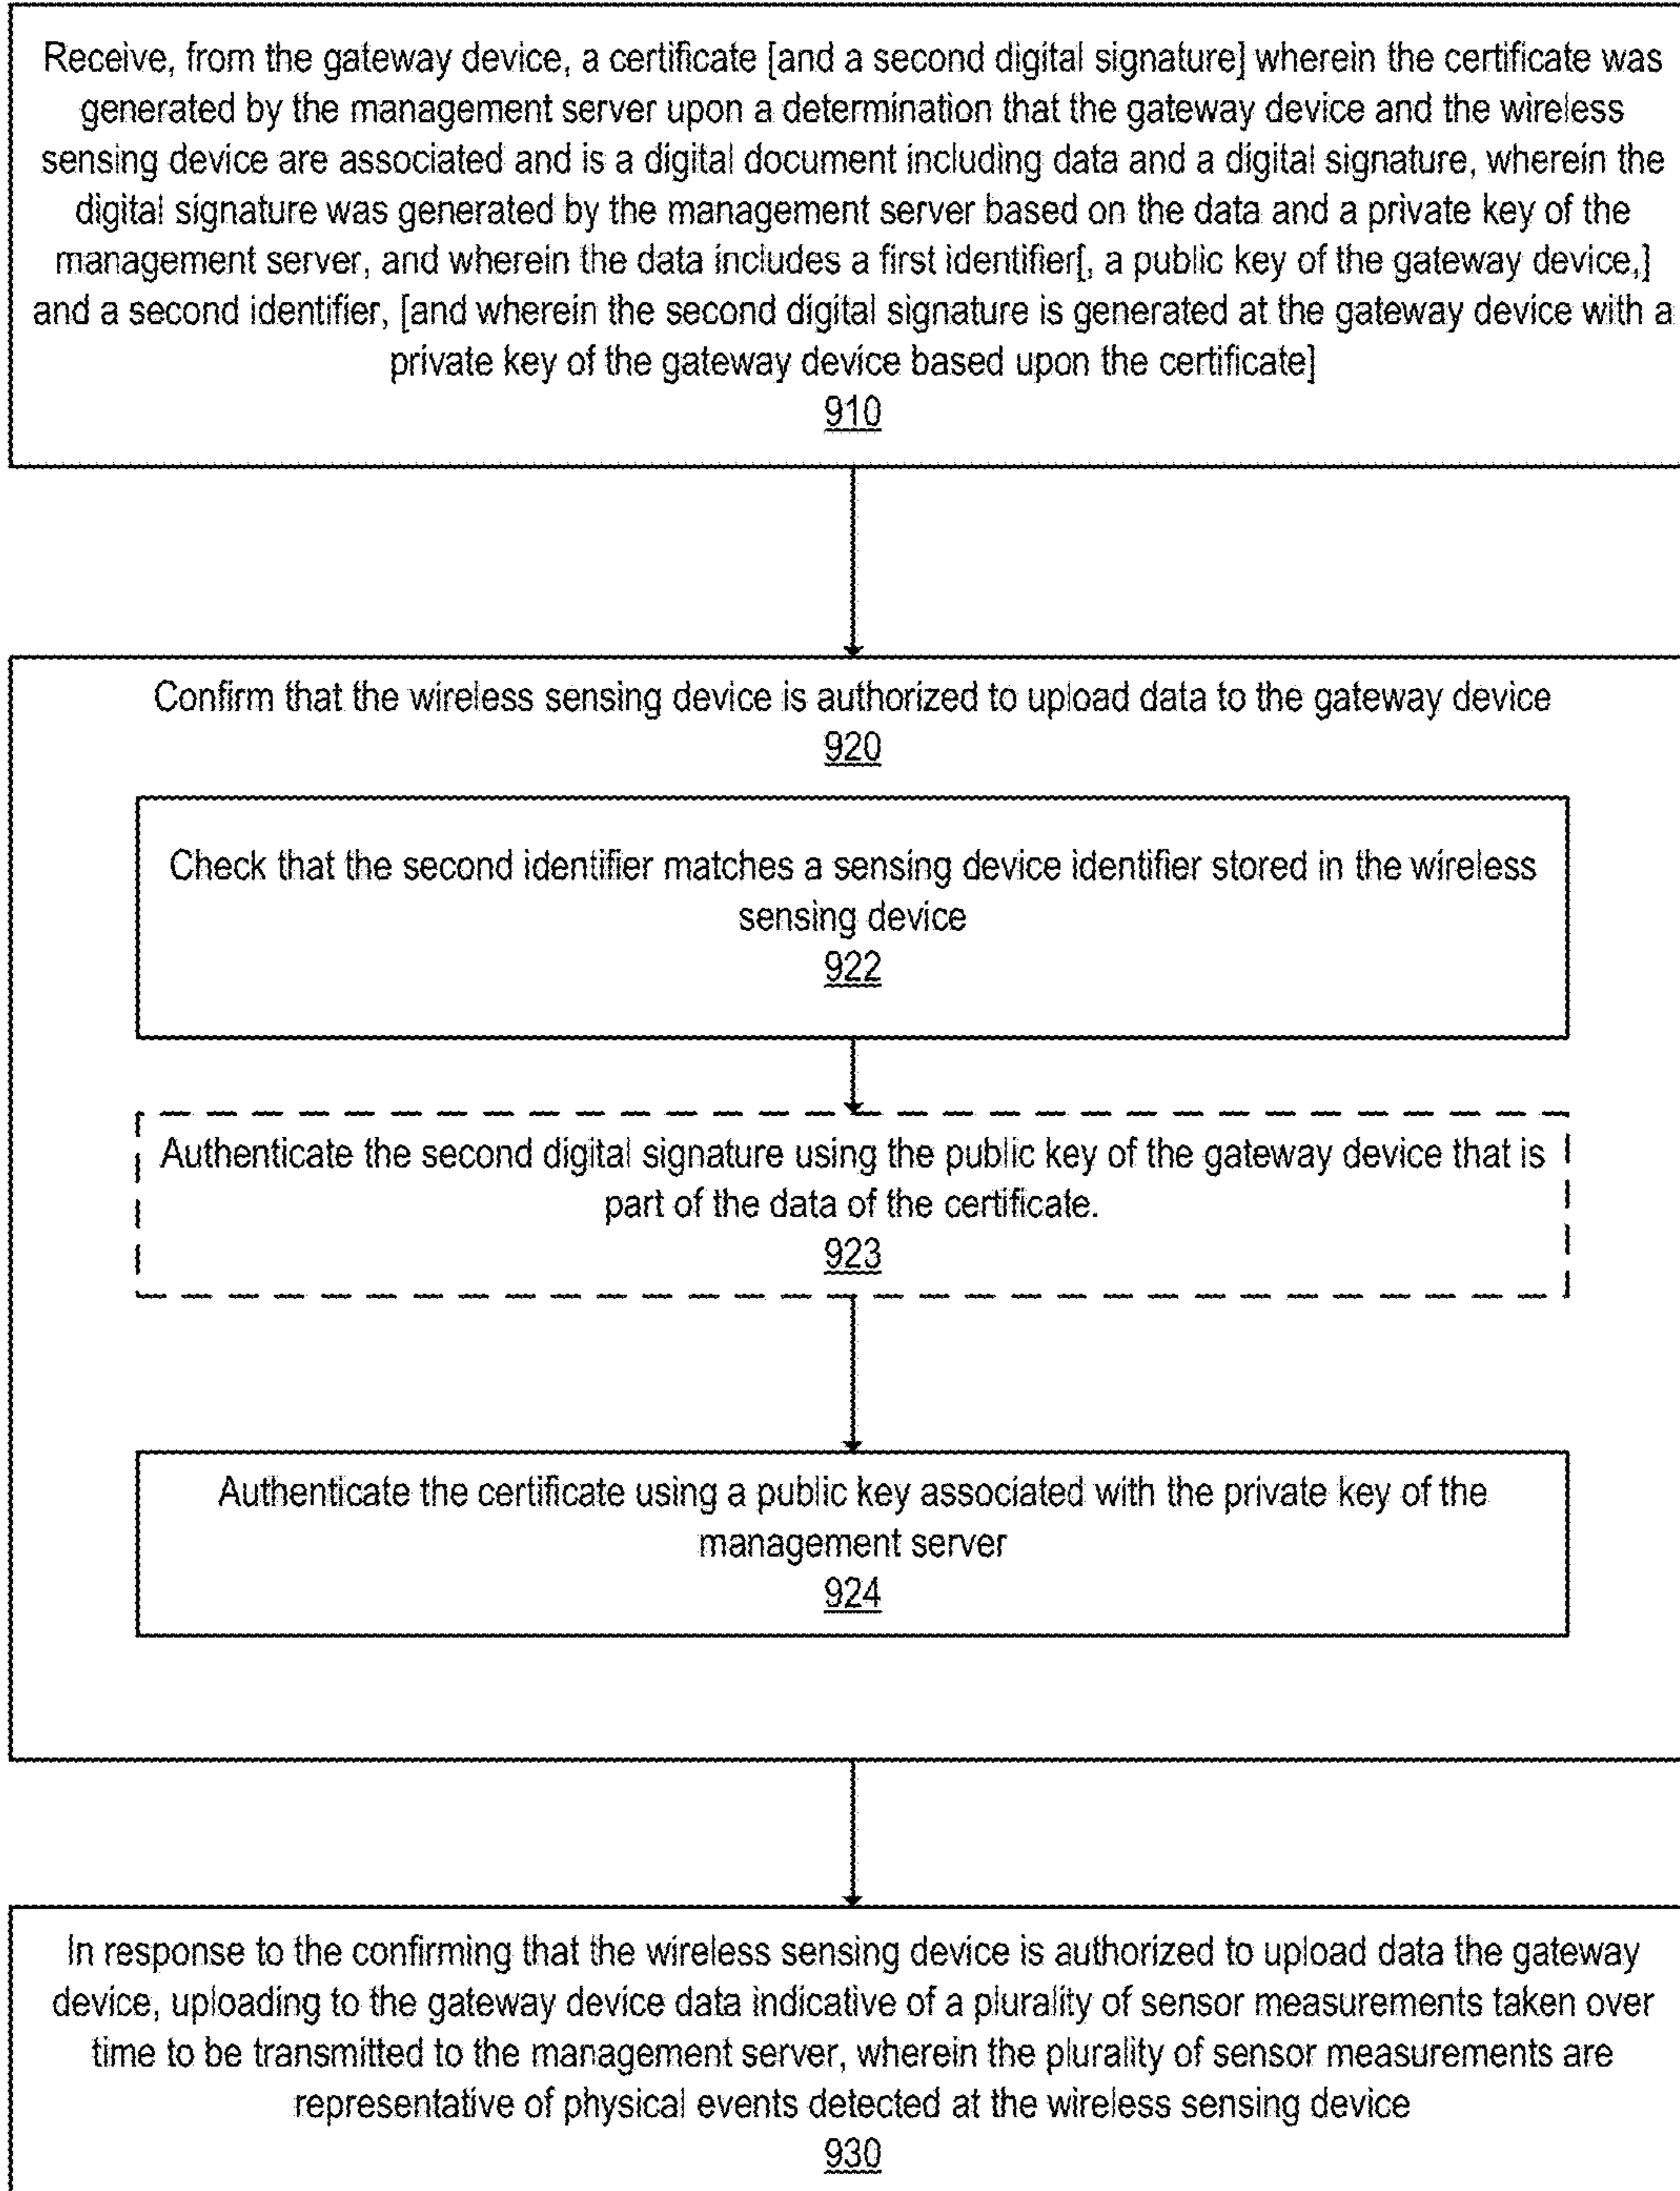 Receive, from the gateway device, a certificate [and a second digital signature] wherein the certificate was
generated by the management server upon a determination that the gateway device and the wireless
sensing device are associated and is a digital document including data and a digital signature, wherein the
digital signature was generated by the management server based on the data and a private key of the
management server, and wherein the data includes a first identifier[, a public key of the gateway device,]
and a second identifier, [and wherein the second digital signature is generated at the gateway device with a
private key of the gateway device based upon the certificate]
910
Confirm that the wireless sensing device is authorized to upload data to the gateway device
920
Check that the second identifier matches a sensing device identifier stored in the wireless
sensing device
922
Authenticate the second digital signature using the public key of the gateway device that is
part of the data of the certificate.
923
Authenticate the certificate using a public key associated with the private key of the
management server
924
In response to the confirming that the wireless sensing device is authorized to upload data the gateway
device, uploading to the gateway device data indicative of a plurality of sensor measurements taken over
time to be transmitted to the management server, wherein the plurality of sensor measurements are
representative of physical events detected at the wireless sensing device
930